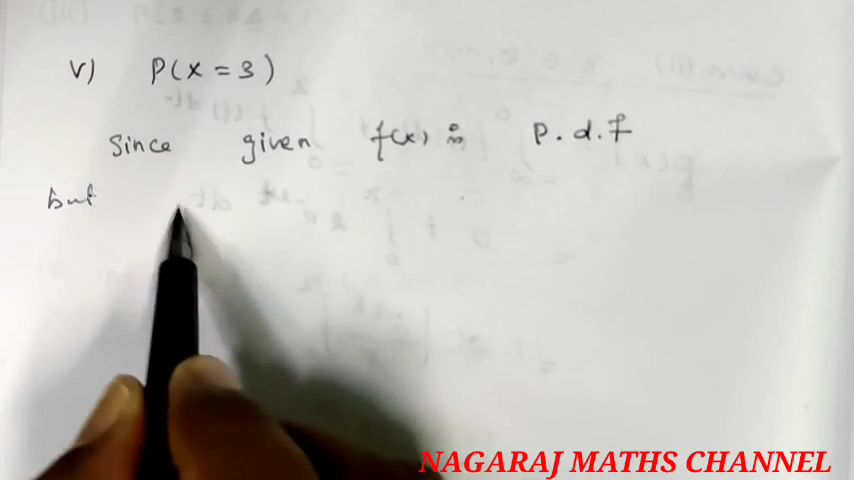 v) P(x = 3)
Since given f(x) is p.d.f
but
NAGARAJ MATHS CHANNEL